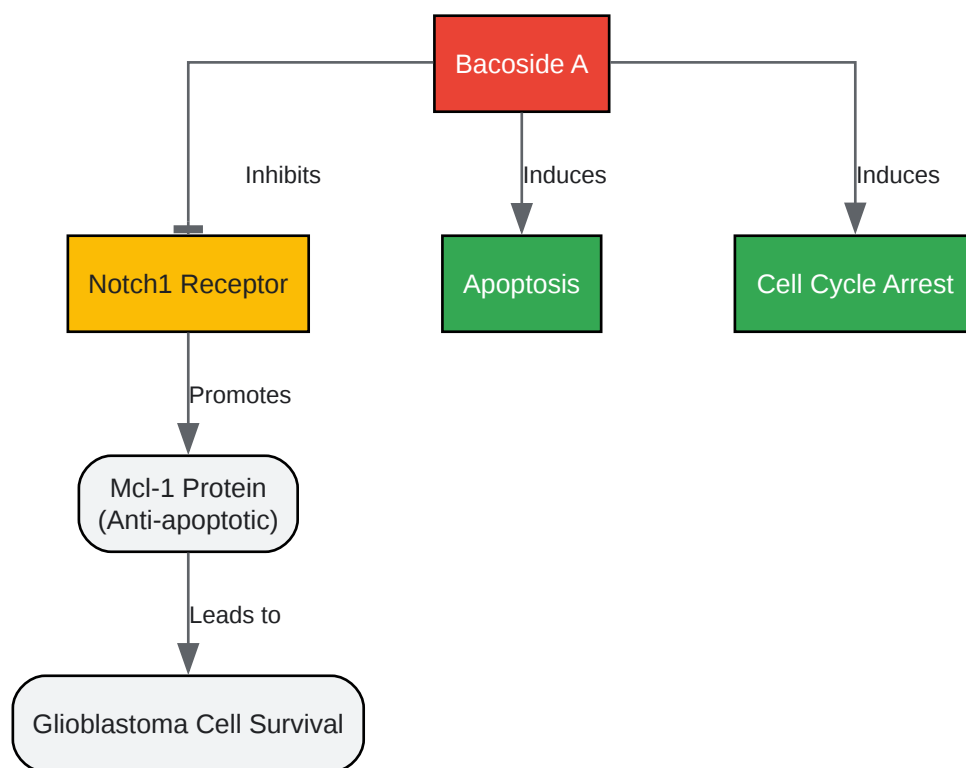 Bacoside A
Inhibits
Induces
Induces
Notch1 Receptor
Apoptosis
Cell Cycle Arrest
Promotes
Mcl-1 Protein
(Anti-apoptotic)
Leads to
Glioblastoma Cell Survival